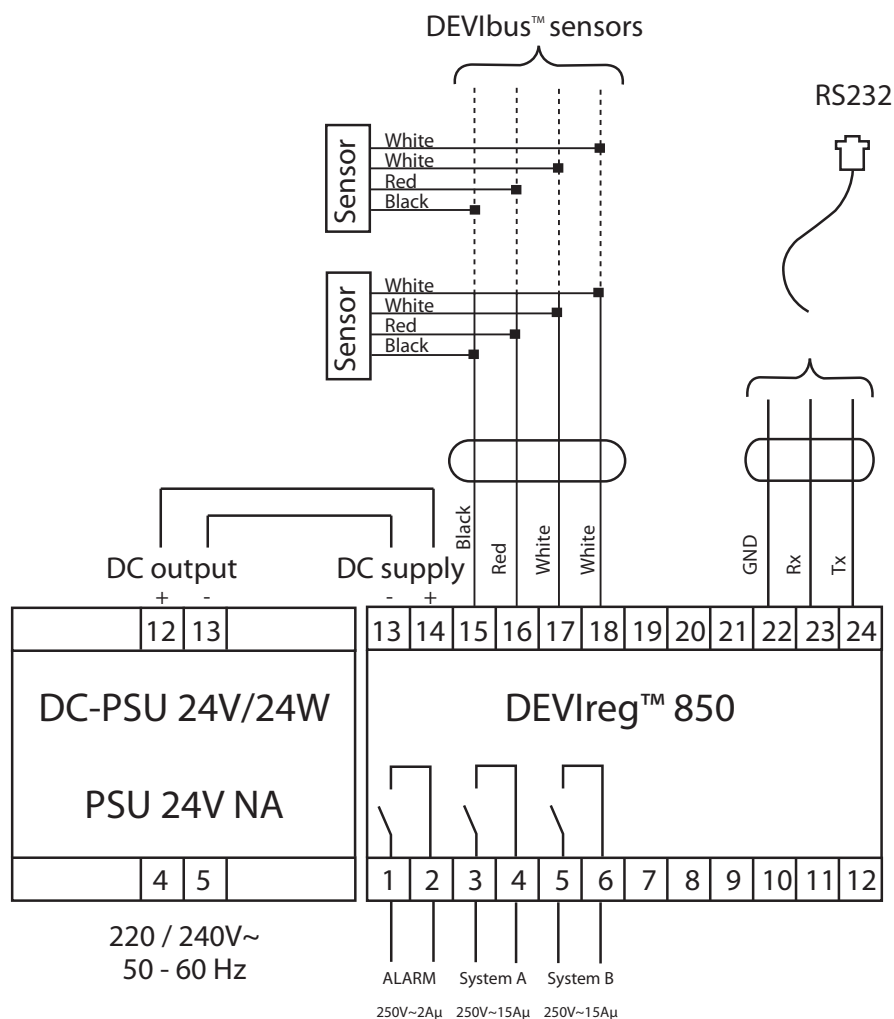 DEVIbus™ sensors
RS232
Sensor
White
White
Red
Black
Sensor
White
White
Red
Black
Black
Red
White
White
GND
Rx
Tx
DC output
DC supply
+ -
- +
12 13
13 14 15 16 17 18 19 20 21 22 23 24
DC-PSU 24V/24W
DEVIreg™ 850
PSU 24V NA
4 5
1 2 3 4 5 6 7 8 9 10 11 12
220 / 240V~
50 - 60 Hz
ALARM
System A
System B
250V~2Aµ
250V~15Aµ
250V~15Aµ